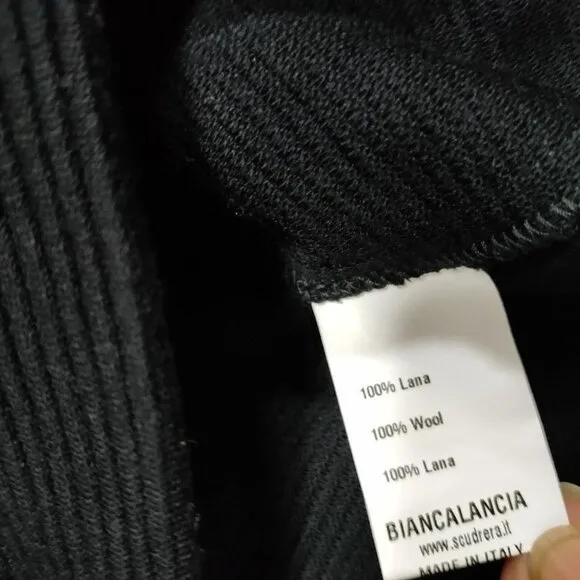 100% Lana
100% Wool
100% Lana
BIANCALANCIA
www.scudrera.it
MADE IN ITALY